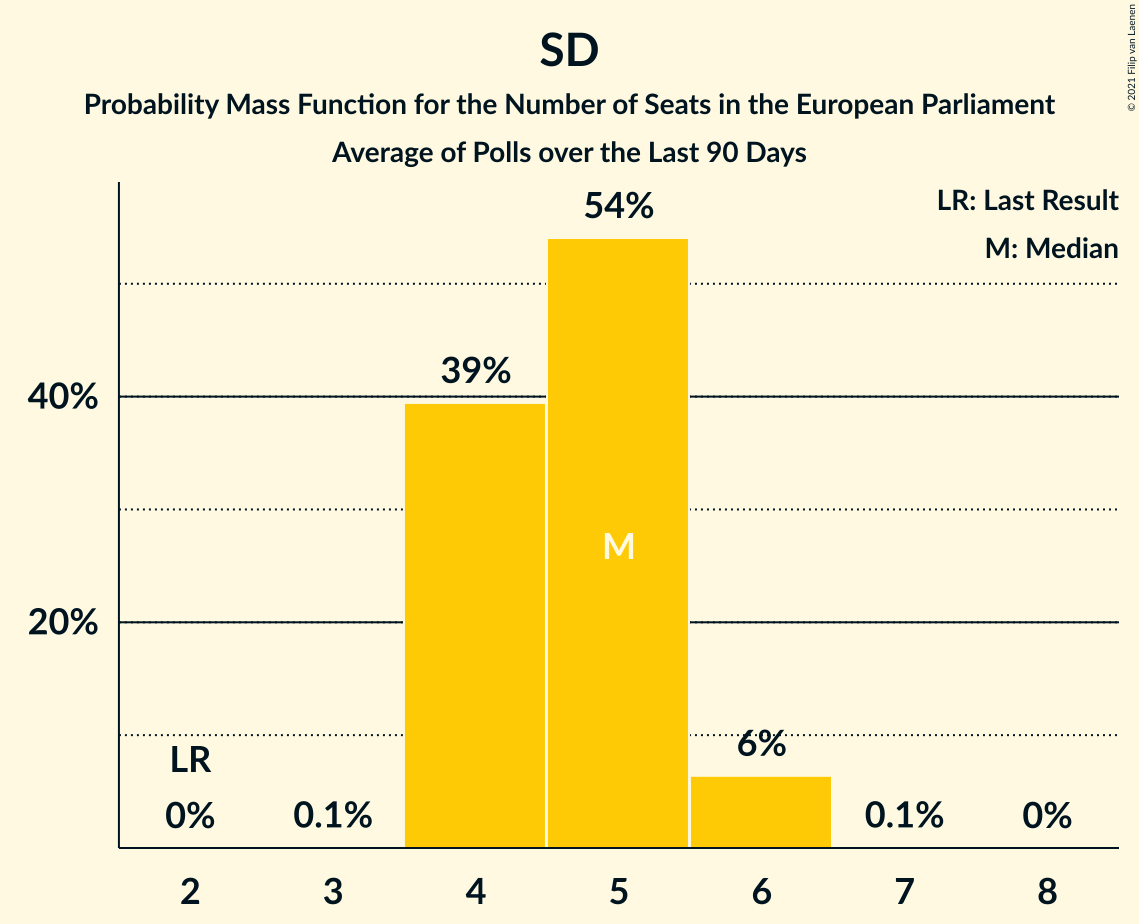 SD
Probability Mass Function for the Number of Seats in the European Parliament
Average of Polls over the Last 90 Days
© 2021 Filip van Laenen
LR: Last Result
M: Median
54%
39%
40%
M
20%
6%
LR
0%
0.1%
0.1%
0%
2
3
4
5
6
7
8